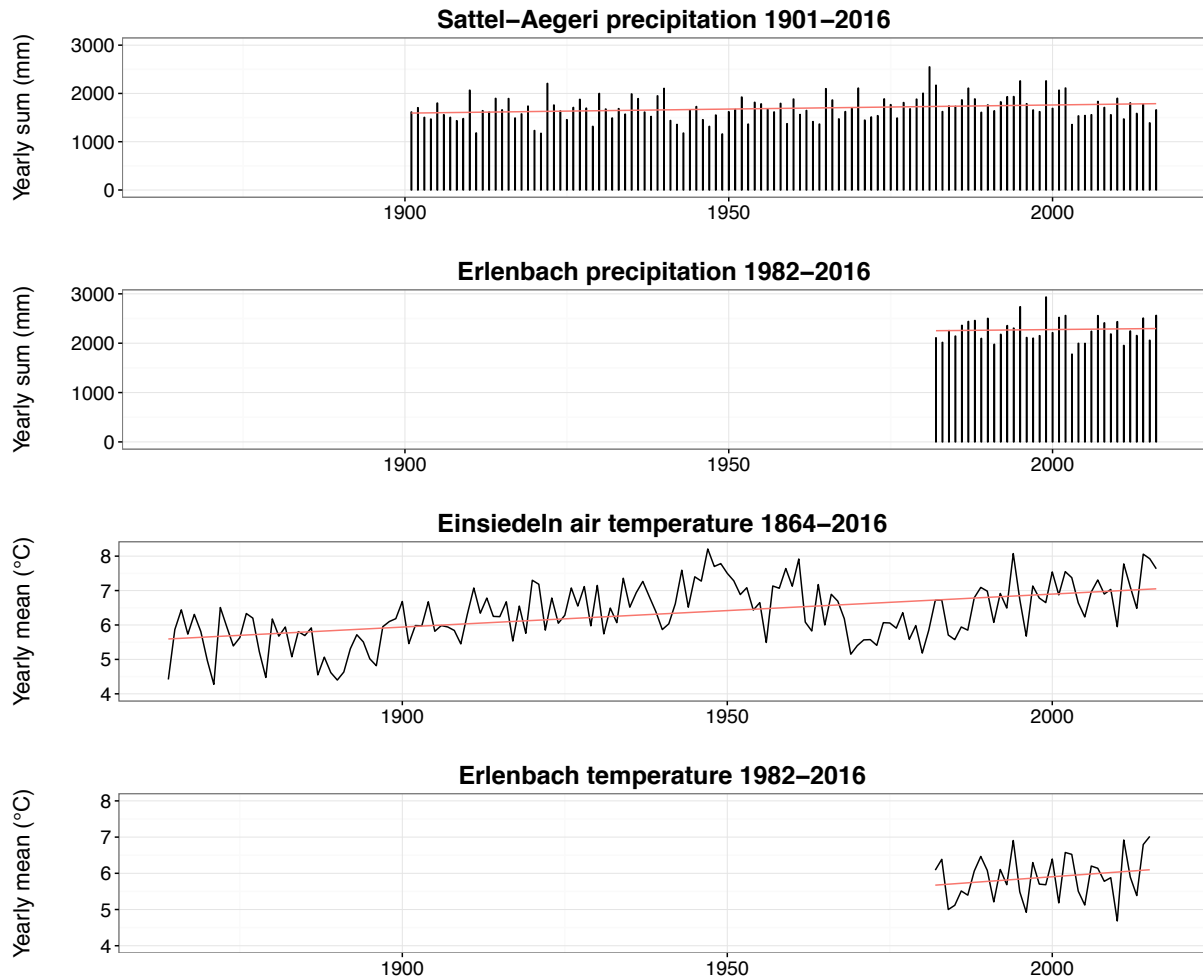 Sattel−Aegeri precipitation 1901−2016
Yearly sum (mm)
3000
2000
1000
0
1900 1950 2000
Erlenbach precipitation 1982−2016
Yearly sum (mm)
3000
2000
1000
0
1900 1950 2000
Einsiedeln air temperature 1864−2016
Yearly mean (°C)
8
7
6
5
4
1900 1950 2000
Erlenbach temperature 1982−2016
Yearly mean (°C)
8
7
6
5
4
1900 1950 2000